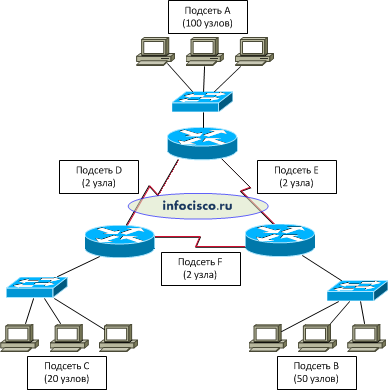 Подсеть А
(100 узлов)
Подсеть D
(2 узла)
Подсеть E
(2 узла)
infocisco.ru
Подсеть F
(2 узла)
Подсеть C
(20 узлов)
Подсеть B
(50 узлов)